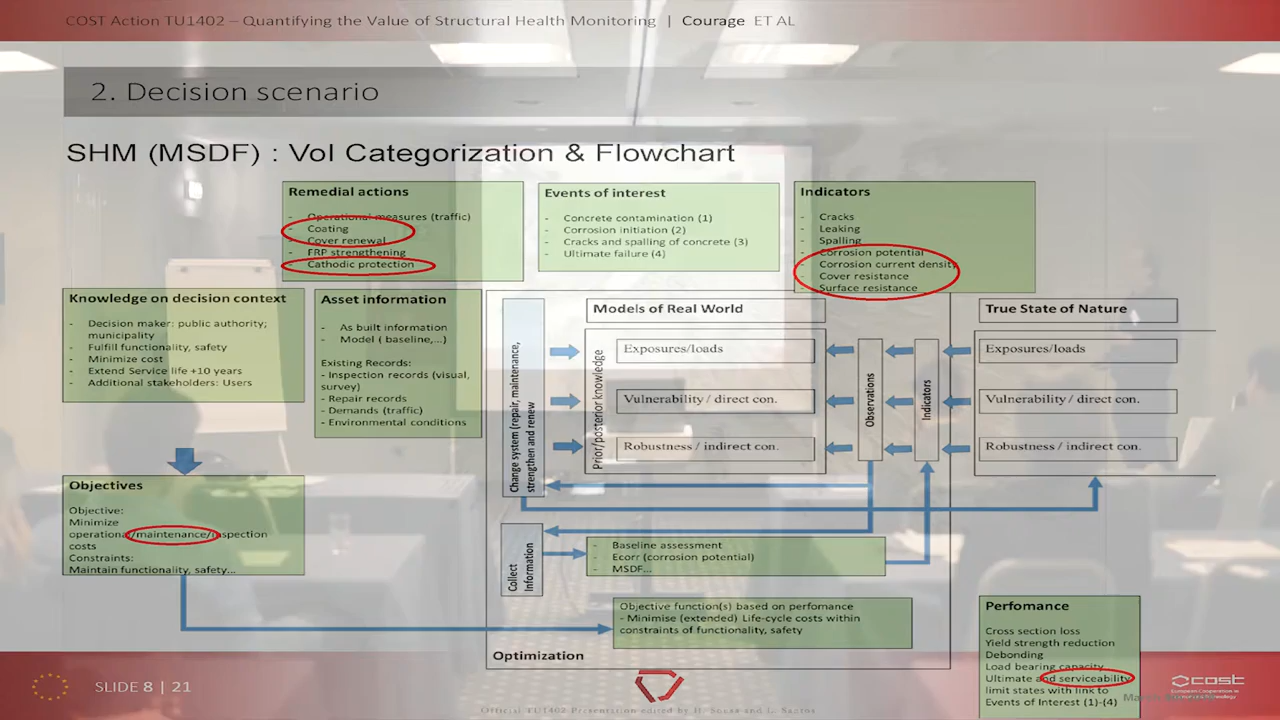 COST Action TU1402 – Quantifying the Value of Structural Health Monitoring | Courage ET AL
2. Decision scenario
SHM (MSDF) : VoI Categorization & Flowchart
Remedial actions
- Operational measures (traffic)
- Coating
- Cover renewal
- FRP strengthening
- Cathodic protection
Events of interest
- Concrete contamination (1)
- Corrosion initiation (2)
- Cracks and spalling of concrete (3)
- Ultimate failure (4)
Indicators
- Cracks
- Leaking
- Spalling
- Corrosion potential
- Corrosion current density
- Cover resistance
- Surface resistance
Knowledge on decision context
- Decision maker: public authority;
municipality
- Fulfill functionality, safety
- Minimize cost
- Extend Service life +10 years
- Additional stakeholders: Users
Asset information
- As built information
- Model ( baseline,...)
Existing Records:
- Inspection records (visual,
survey)
- Repair records
- Demands (traffic)
- Environmental conditions
Change system (repair, maintenance,
strengthen and renew
Models of Real World
Prior/posterior knowledge
Exposures/loads
Vulnerability / direct con.
Robustness / indirect con.
Observations
Indicators
True State of Nature
Exposures/loads
Vulnerability / direct con.
Robustness / indirect con.
Objectives
Objective:
Minimize
operational/maintenance/inspection
costs
Constraints:
Maintain functionality, safety...
Collect
Information
- Baseline assessment
- Ecorr (corrosion potential)
- MSDF...
Objective function(s) based on perfomance
- Minimise (extended) Life-cycle costs within
constraints of functionality, safety
Optimization
Perfomance
Cross section loss
Yield strength reduction
Debonding
Load bearing capacity
Ultimate and serviceability
limit states with link to
Events of Interest (1)-(4)
SLIDE 8 | 21
Official TU1402 Presentation edited by H. Sousa and L. Santos
cost